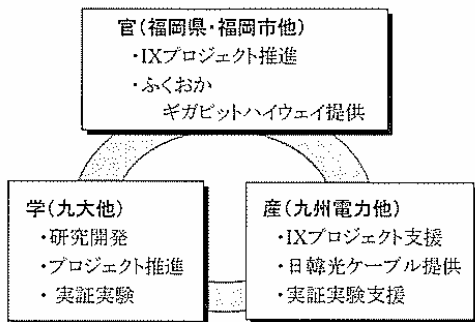 官(福岡県・福岡市他)
・IXプロジェクト推進
・ふくおか
ギガビットハイウェイ提供
学(九大他)
・研究開発
・プロジェクト推進
・実証実験
産(九州電力他)
・IXプロジェクト支援
・日韓光ケーブル提供
・実証実験支援